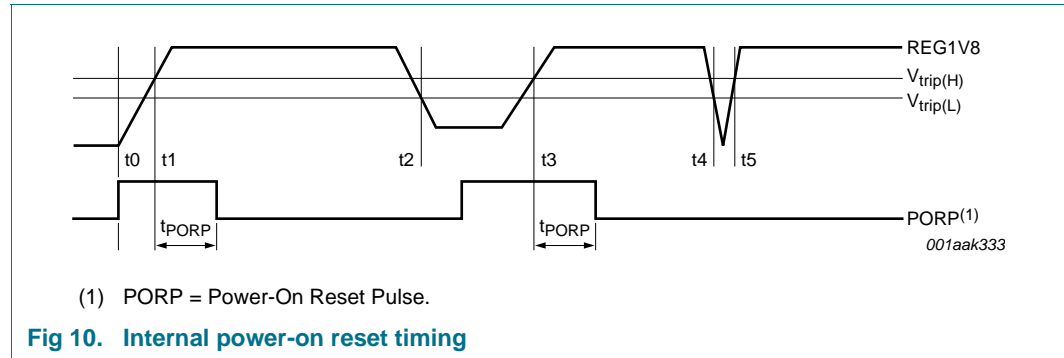 REG1V8
Vtrip(H)
Vtrip(L)
t0 t1 t2 t3 t4 t5
tPORP tPORP
PORP(1)
001aak333
(1) PORP = Power-On Reset Pulse.
Fig 10. Internal power-on reset timing